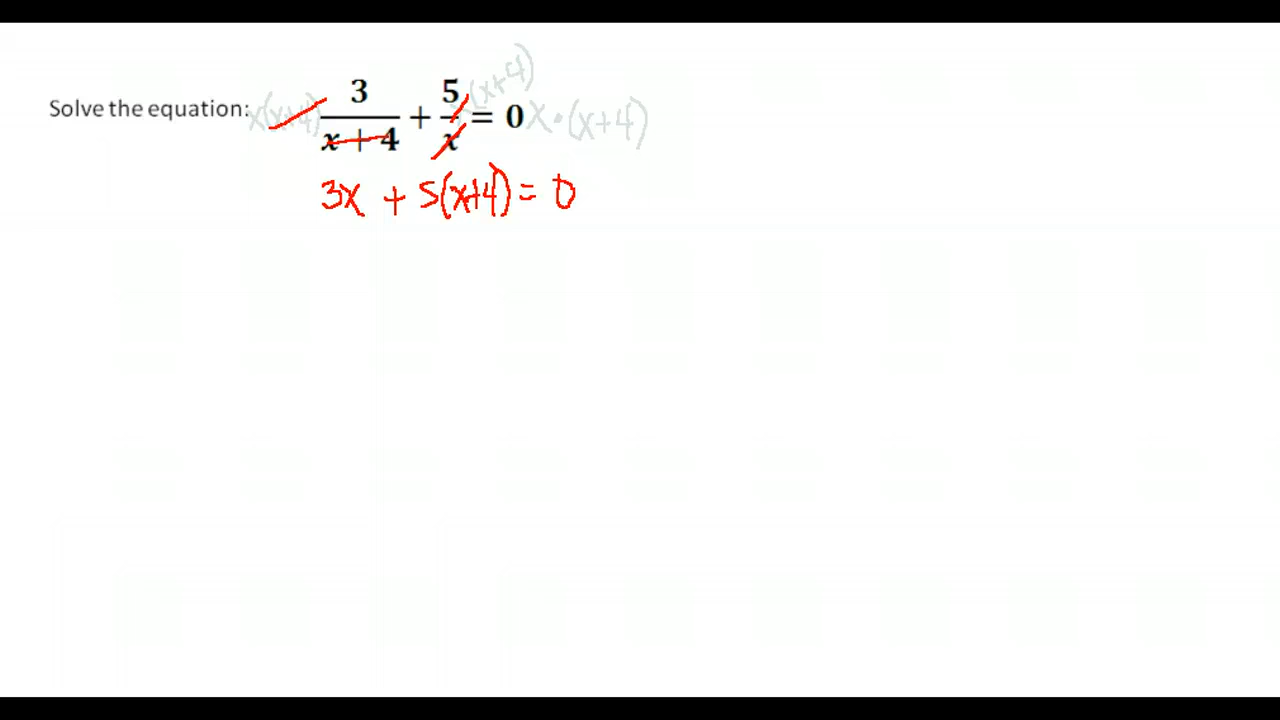 Solve the equation: x(x+4) 3/(x + 4) + 5/x x(x+4) = 0 x·(x+4)
3x + 5(x+4) = 0